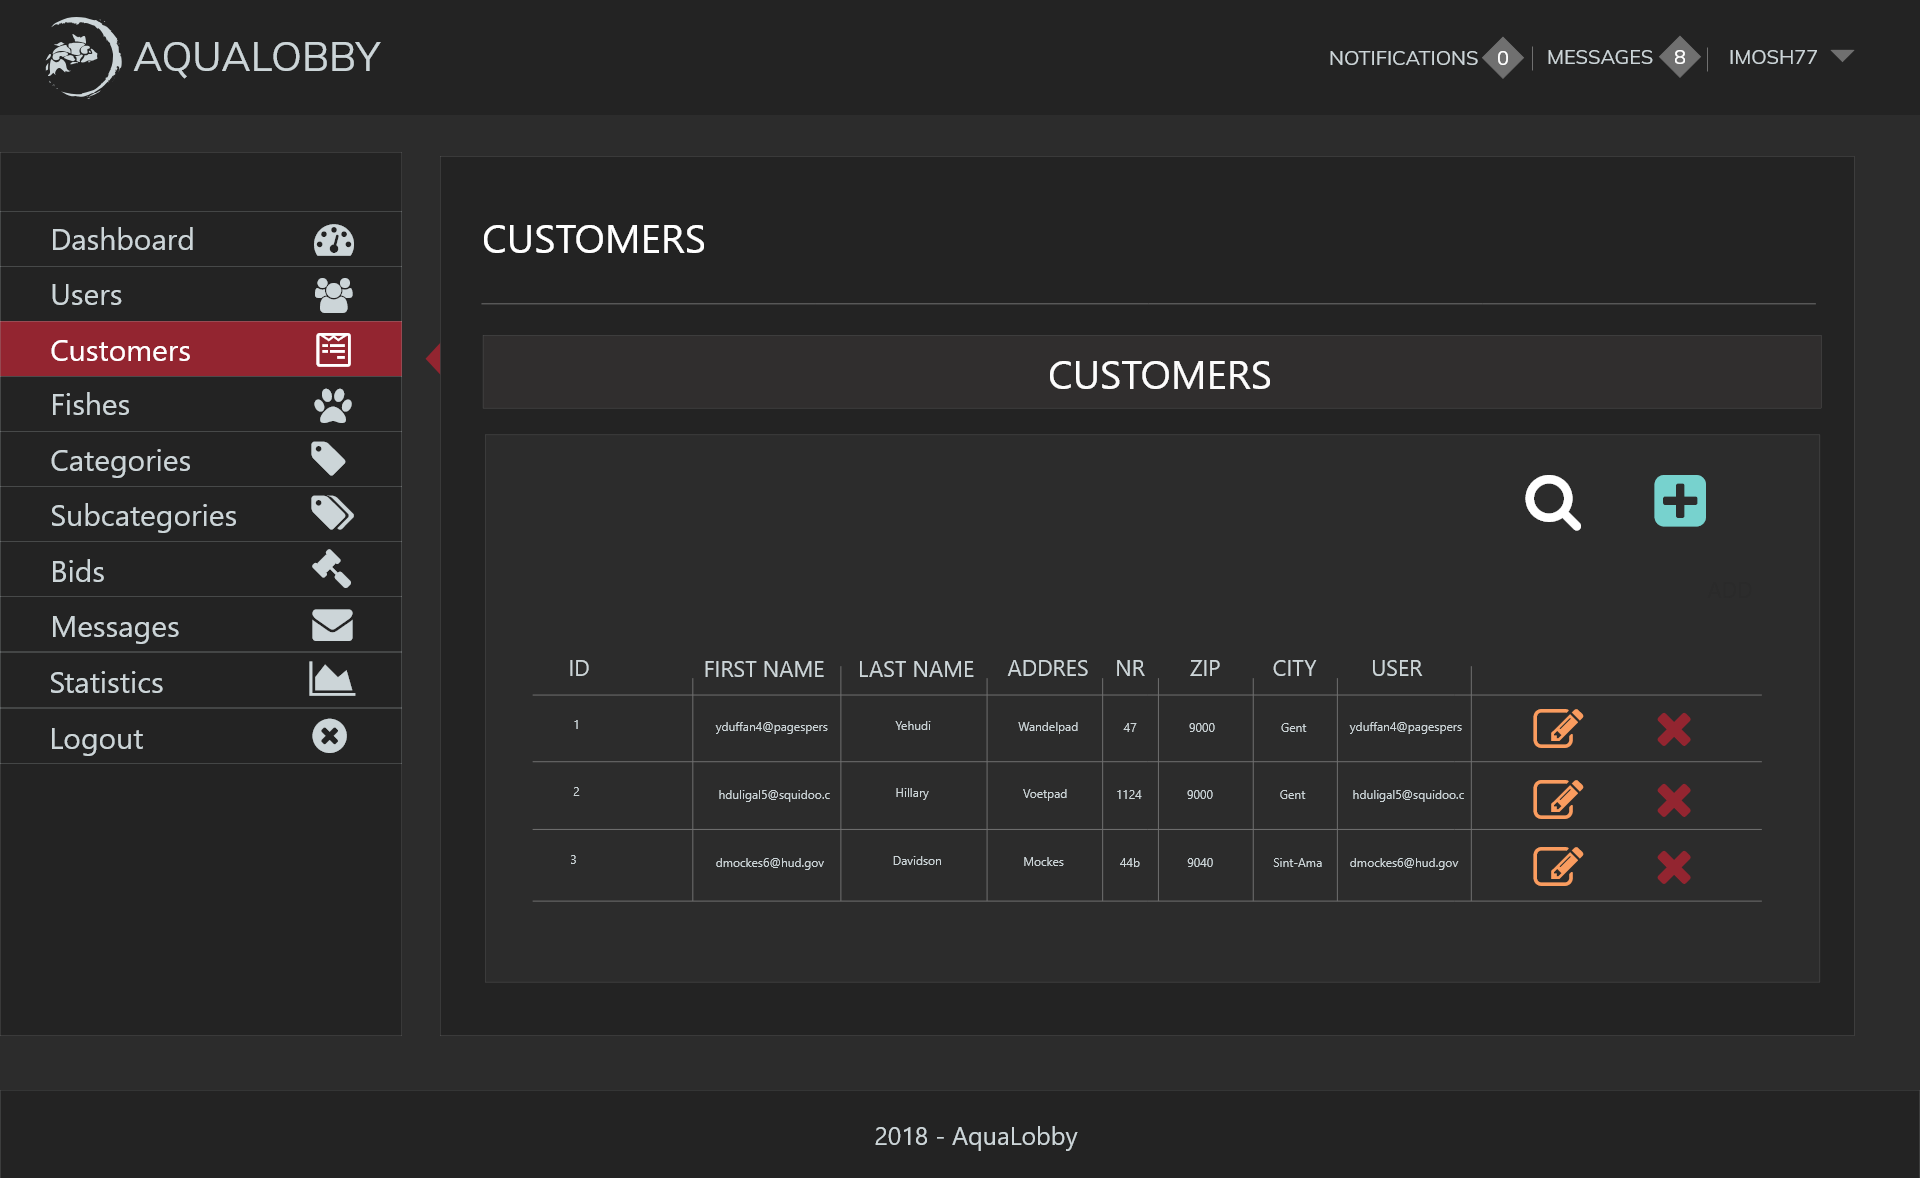 AQUALOBBY
NOTIFICATIONS 0 MESSAGES 8 IMOSH77
Dashboard
Users
Customers
Fishes
Categories
Subcategories
Bids
Messages
Statistics
Logout
CUSTOMERS
CUSTOMERS
ID FIRST NAME LAST NAME ADDRES NR ZIP CITY USER
1 yduffan4@pagespers Yehudi Wandelpad 47 9000 Gent yduffan4@pagespers
2 hduligal5@squidoo.c Hillary Voetpad 1124 9000 Gent hduligal5@squidoo.c
3 dmockes6@hud.gov Davidson Mockes 44b 9040 Sint-Ama dmockes6@hud.gov
2018 - AquaLobby